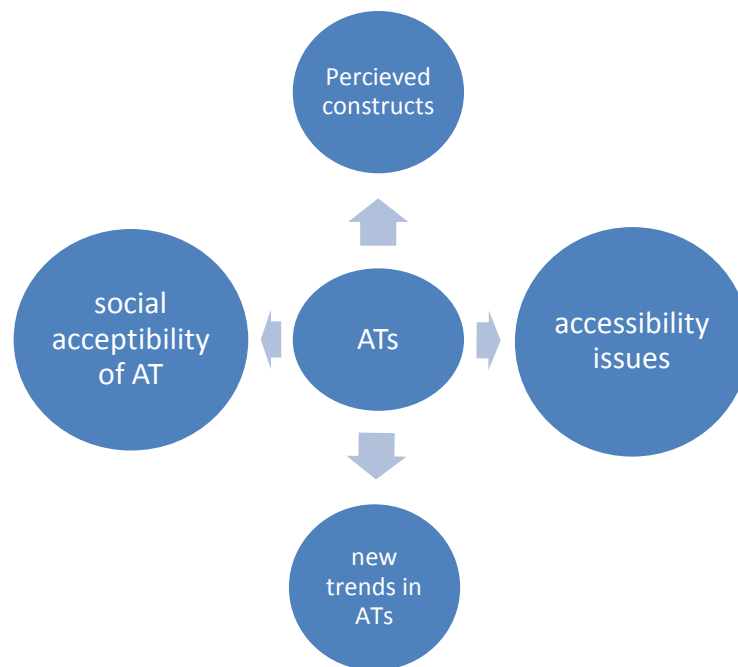 Percieved
constructs
social
acceptibility
of AT
ATs
accessibility
issues
new
trends in
ATs